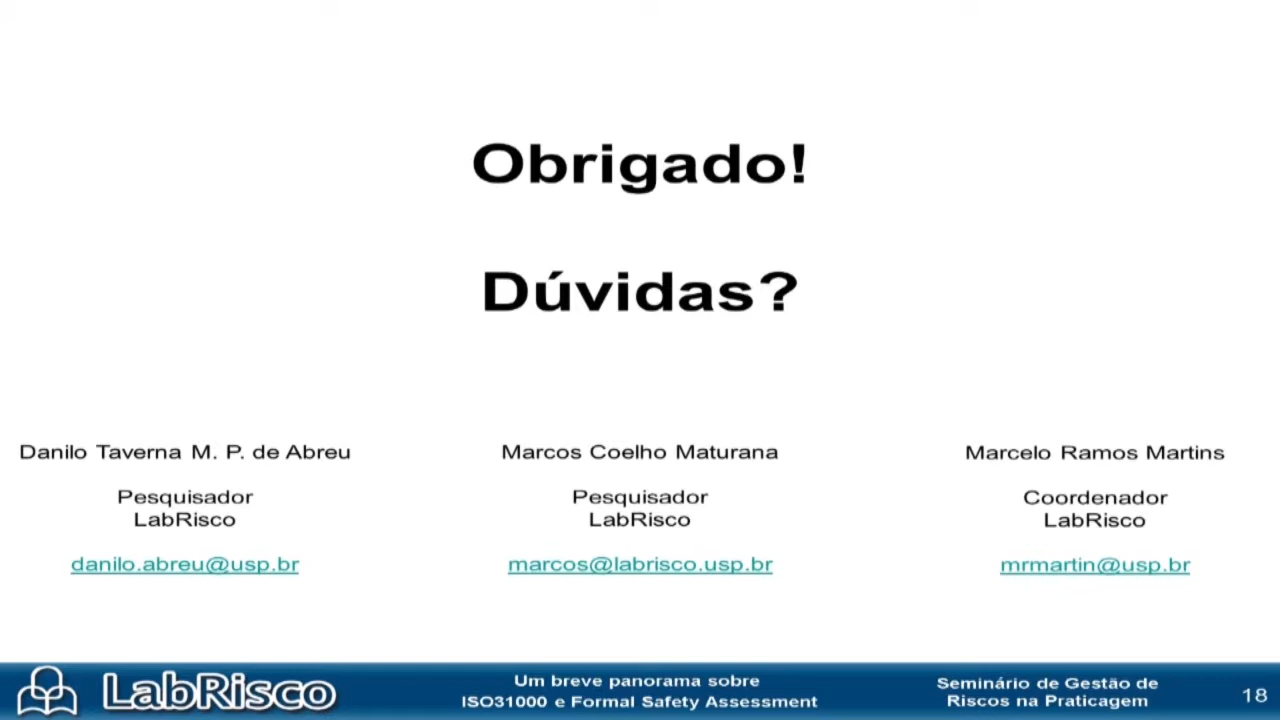 Obrigado!
Dúvidas?
Danilo Taverna M. P. de Abreu
Pesquisador
LabRisco
danilo.abreu@usp.br
Marcos Coelho Maturana
Pesquisador
LabRisco
marcos@labrisco.usp.br
Marcelo Ramos Martins
Coordenador
LabRisco
mrmartin@usp.br
LabRisco
Um breve panorama sobre
ISO31000 e Formal Safety Assessment
Seminário de Gestão de
Riscos na Praticagem
18